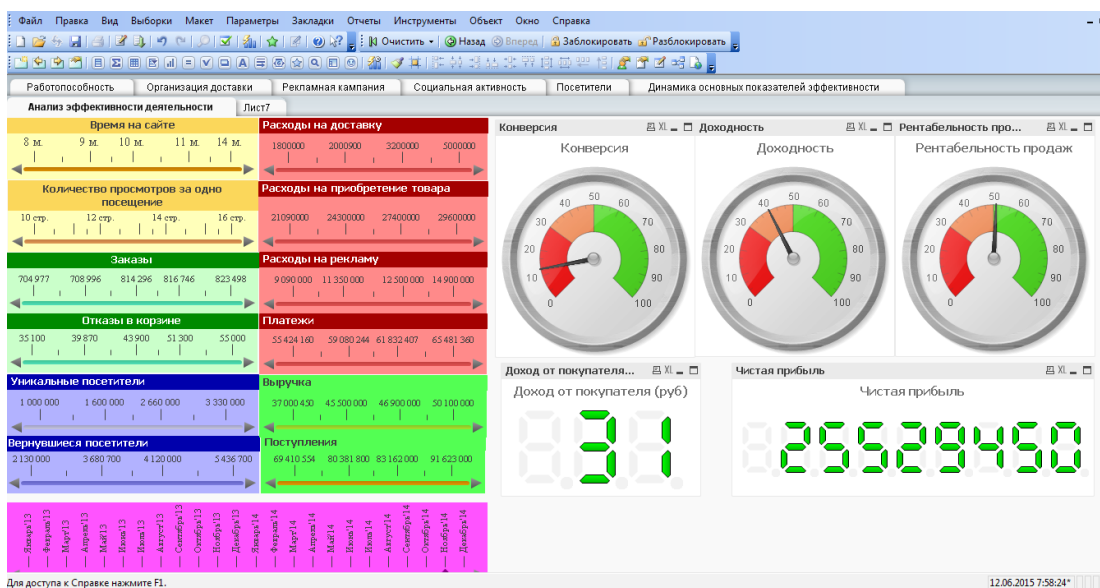 Файл Правка Вид Выборки Макет Параметры Закладки Отчеты Инструменты Объект Окно Справка
Очистить Назад Вперед Заблокировать Разблокировать
Работопособность Организация доставки Рекламная кампания Социальная активность Посетители Динамика основных показателей эффективности
Анализ эффективности деятельности Лист7
Время на сайте
8 м. 9 м. 10 м. 11 м. 14 м.
Количество просмотров за одно
посещение
10 стр. 12 стр. 14 стр. 16 стр.
Заказы
704 977 708 996 814 296 816 746 823 498
Отказы в корзине
35 100 39 870 43 900 51 300 55 000
Уникальные посетители
1 000 000 1 600 000 2 660 000 3 330 000
Вернувшиеся посетители
2 130 000 3 680 700 4 120 000 5 436 700
Расходы на доставку
1800000 2000900 3200000 5000000
Расходы на приобретение товара
21090000 24300000 27400000 29600000
Расходы на рекламу
9 090 000 11 350 000 12 500 000 14 900 000
Платежи
55 424 160 59 080 244 61 832 407 65 481 360
Выручка
37 000 450 45 500 000 46 900 000 50 100 000
Поступления
69 410 554 80 381 800 83 162 000 91 623 000
Январь'13 Февраль'13 Март'13 Апрель'13 Май'13 Июнь'13 Июль'13 Август'13 Сентябрь'13 Октябрь'13 Ноябрь'13 Декабрь'13 Январь'14 Февраль'14 Март'14 Апрель'14 Май'14 Июнь'14 Июль'14 Август'14 Сентябрь'14 Октябрь'14 Ноябрь'14 Декабрь'14
Конверсия XL
Конверсия
0 10 20 30 40 50 60 70 80 90 100
Доходность XL
Доходность
0 10 20 30 40 50 60 70 80 90 100
Рентабельность про... XL
Рентабельность продаж
0 10 20 30 40 50 60 70 80 90 100
Доход от покупателя... XL
Доход от покупателя (руб)
31
Чистая прибыль XL
Чистая прибыль
25529450
Для доступа к Справке нажмите F1. 12.06.2015 7:58:24*